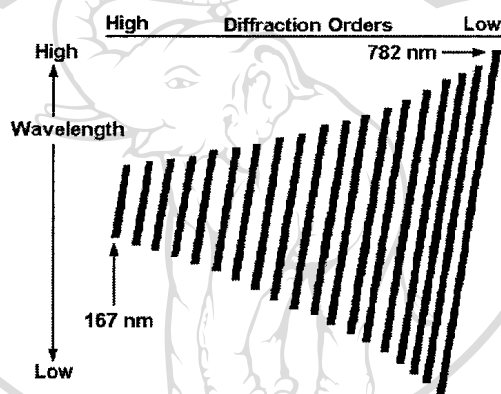 High Diffraction Orders Low
782 nm
High
Wavelength
167 nm
Low